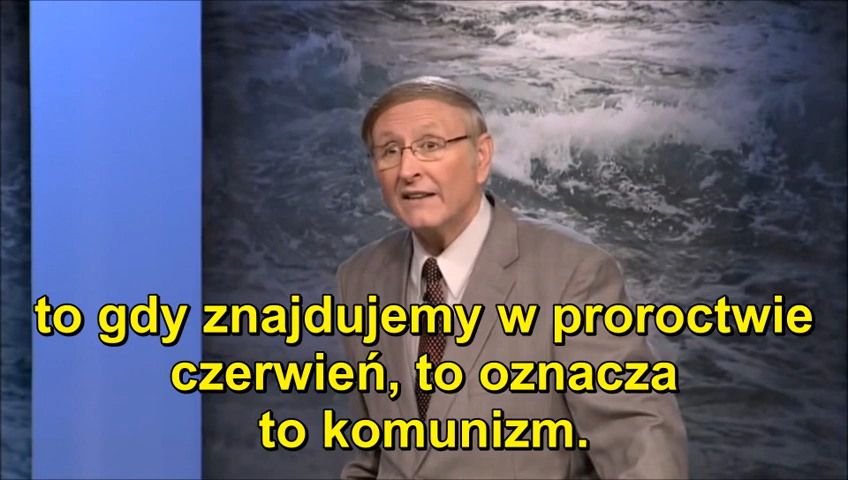 to gdy znajdujemy w proroctwie
czerwień, to oznacza
to komunizm.